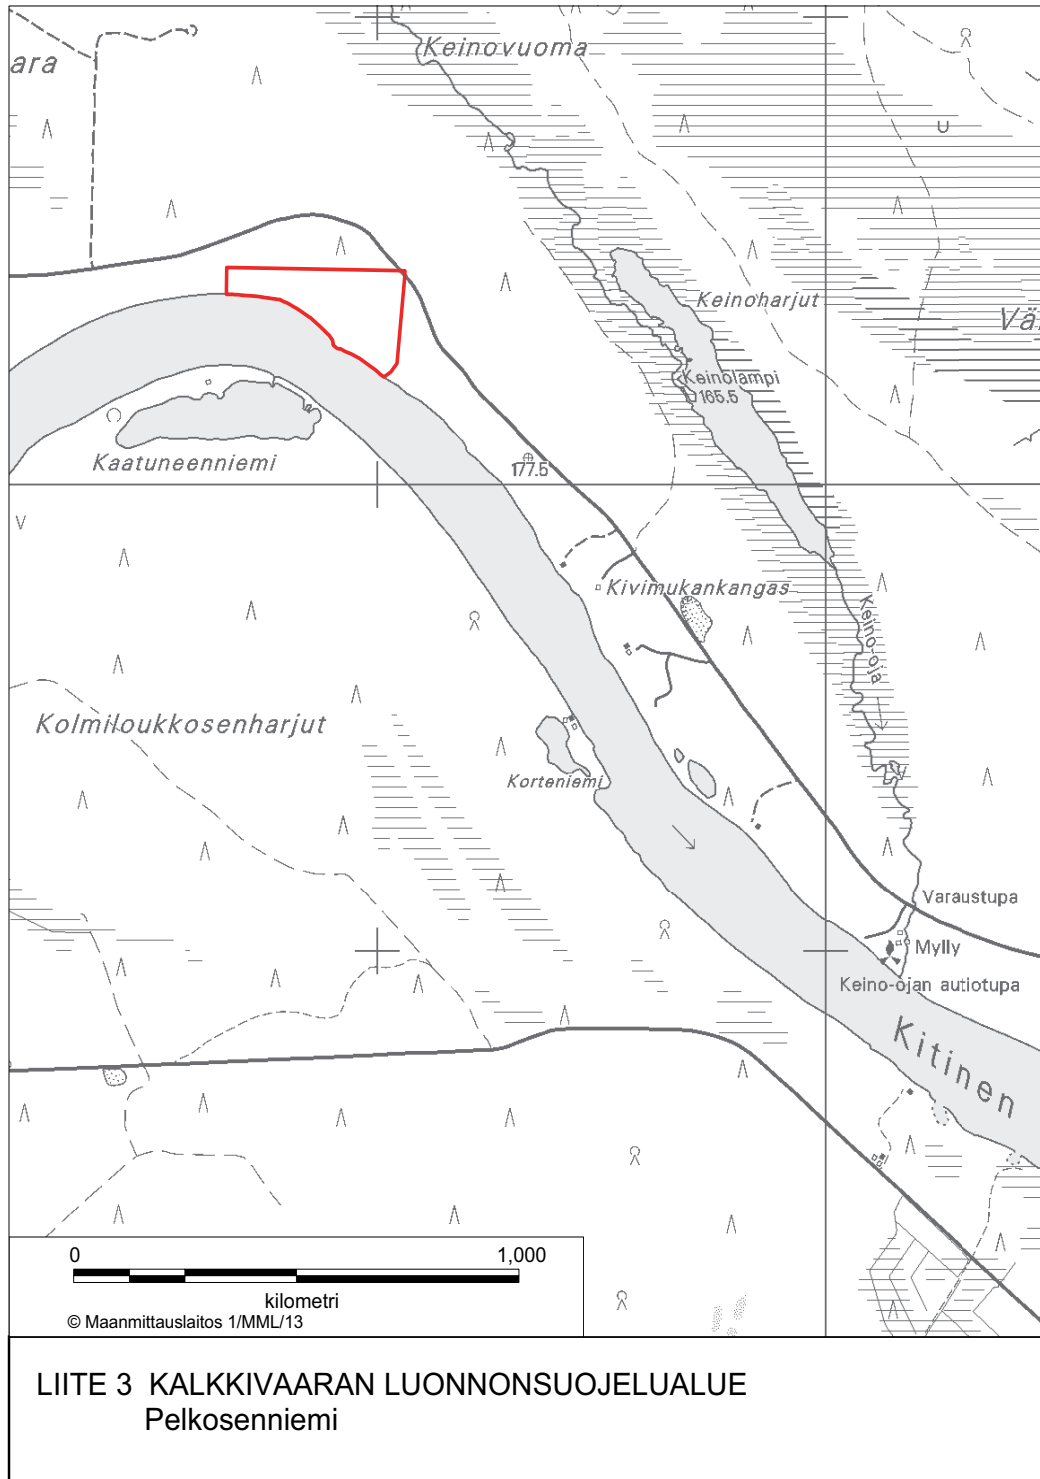 Keinovuoma
ara
U
Keinoharjut
Vä
Keinolampi
165.5
Kaatuneenniemi
177.5
Kivimukankangas
Keino-oja
Kolmiloukkosenharjut
Korteniemi
Varaustupa
Mylly
Keino-ojan autiotupa
Kitinen
0 1,000
kilometri
© Maanmittauslaitos 1/MML/13
LIITE 3 KALKKIVAARAN LUONNONSUOJELUALUE
Pelkosenniemi